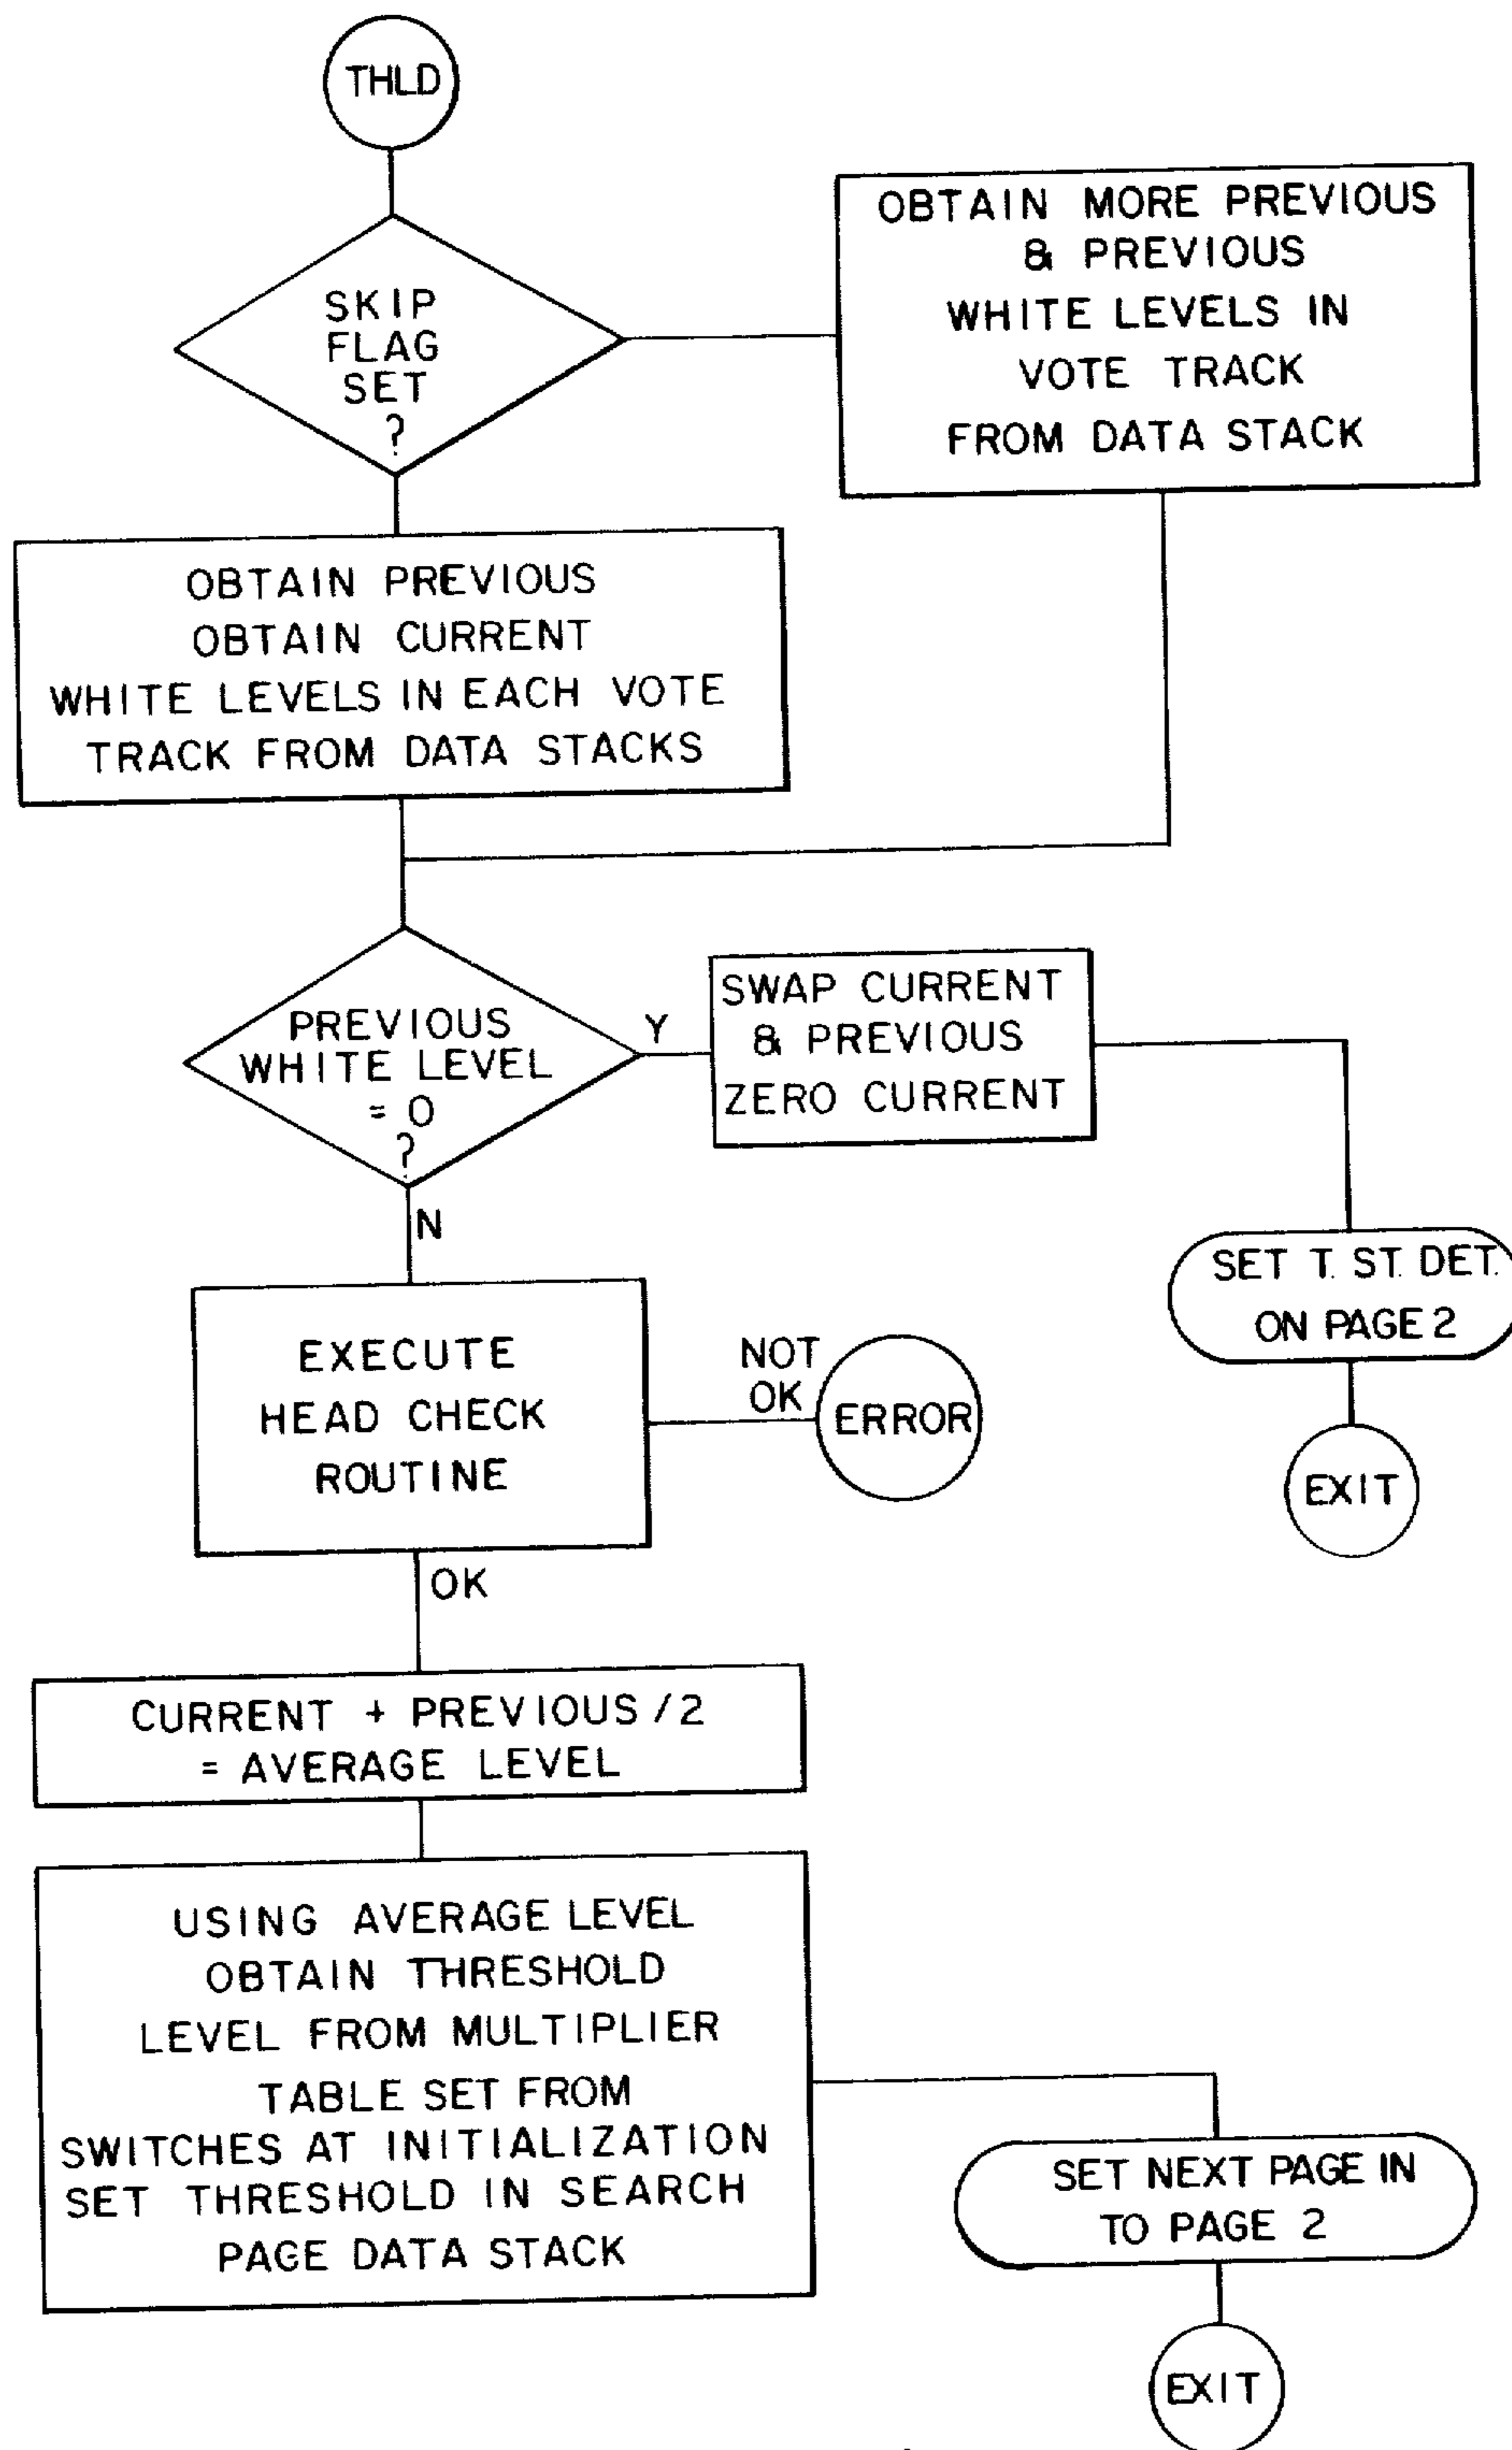 THLD
SKIP
FLAG
SET
?
OBTAIN MORE PREVIOUS
& PREVIOUS
WHITE LEVELS IN
VOTE TRACK
FROM DATA STACK
OBTAIN PREVIOUS
OBTAIN CURRENT
WHITE LEVELS IN EACH VOTE
TRACK FROM DATA STACKS
PREVIOUS
WHITE LEVEL
= 0
?
Y
SWAP CURRENT
& PREVIOUS
ZERO CURRENT
N
SET T. ST. DET.
ON PAGE 2
EXIT
EXECUTE
HEAD CHECK
ROUTINE
NOT
OK
ERROR
OK
CURRENT + PREVIOUS / 2
= AVERAGE LEVEL
USING AVERAGE LEVEL
OBTAIN THRESHOLD
LEVEL FROM MULTIPLIER
TABLE SET FROM
SWITCHES AT INITIALIZATION
SET THRESHOLD IN SEARCH
PAGE DATA STACK
SET NEXT PAGE IN
TO PAGE 2
EXIT